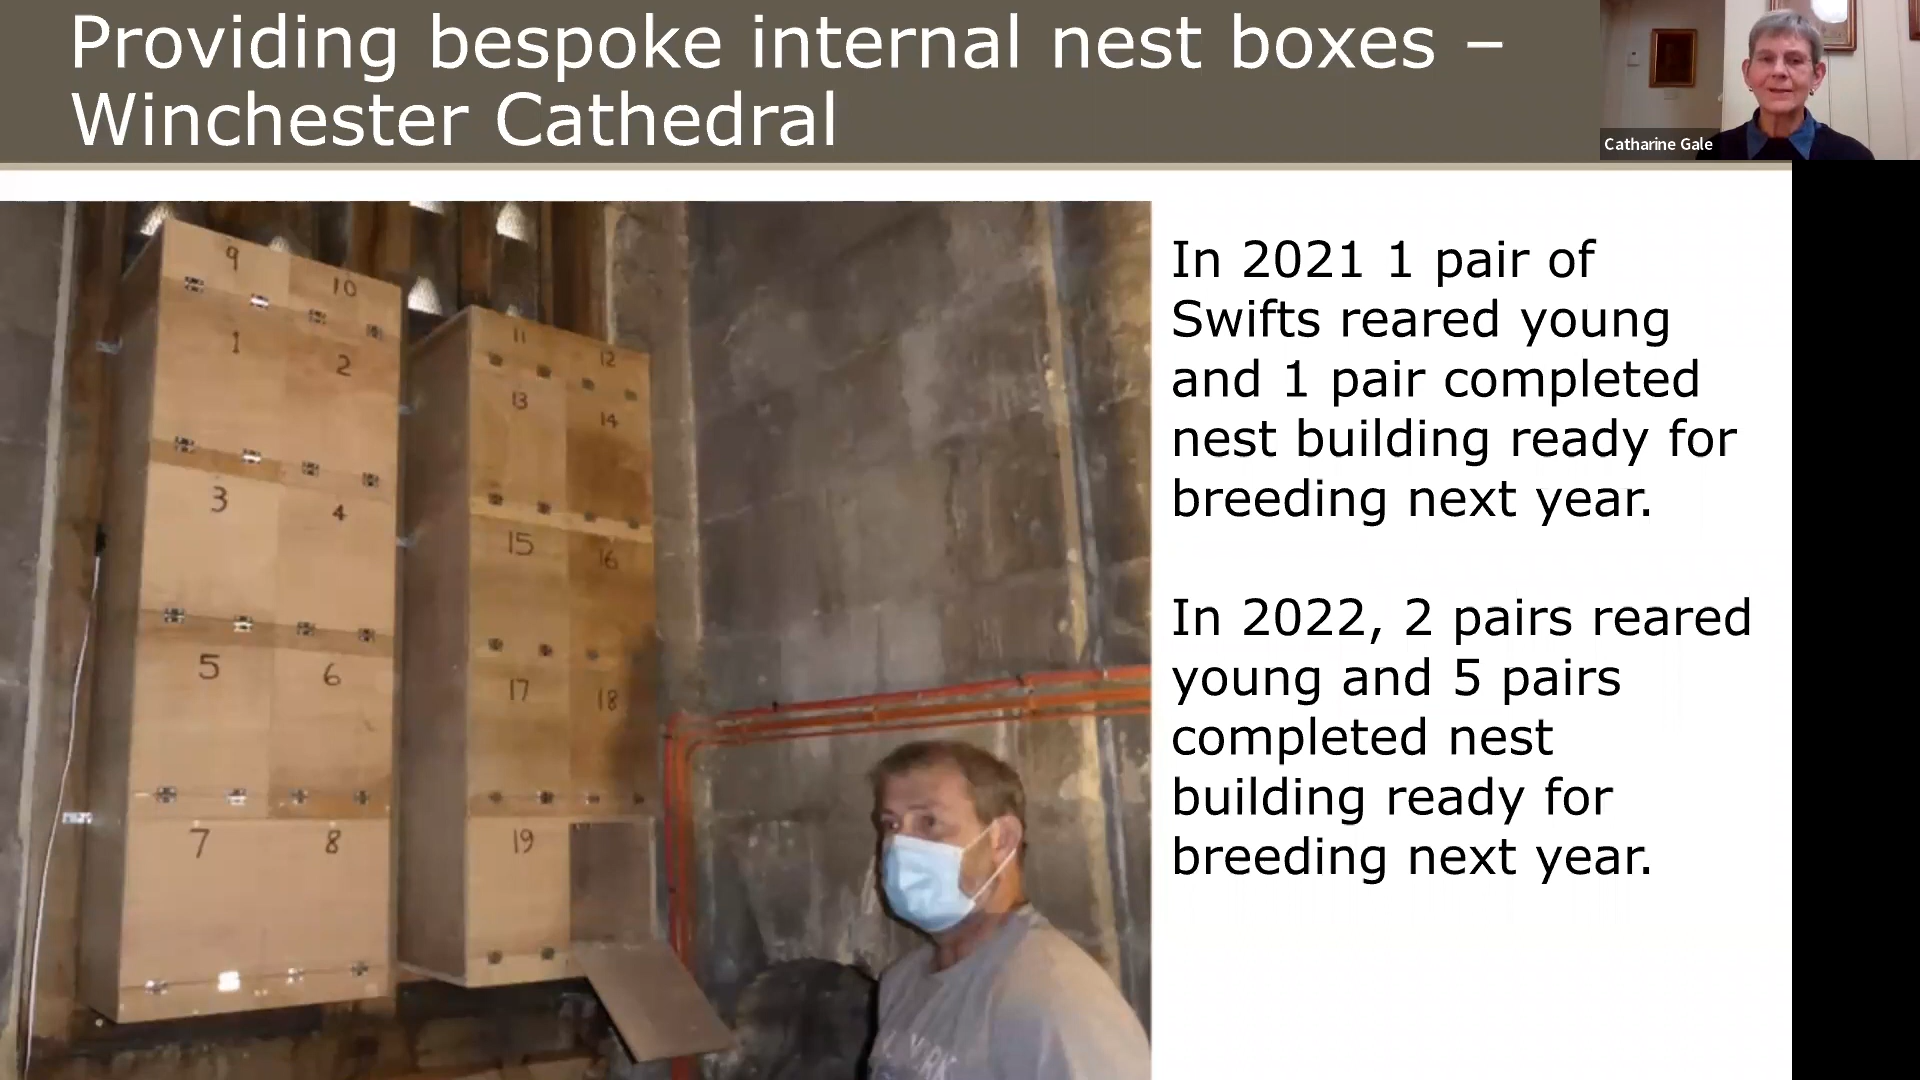 Providing bespoke internal nest boxes –
Winchester Cathedral
Catharine Gale
In 2021 1 pair of
Swifts reared young
and 1 pair completed
nest building ready for
breeding next year.
In 2022, 2 pairs reared
young and 5 pairs
completed nest
building ready for
breeding next year.
9
10
1
2
3
4
5
6
7
8
11
12
13
14
15
16
17
18
19